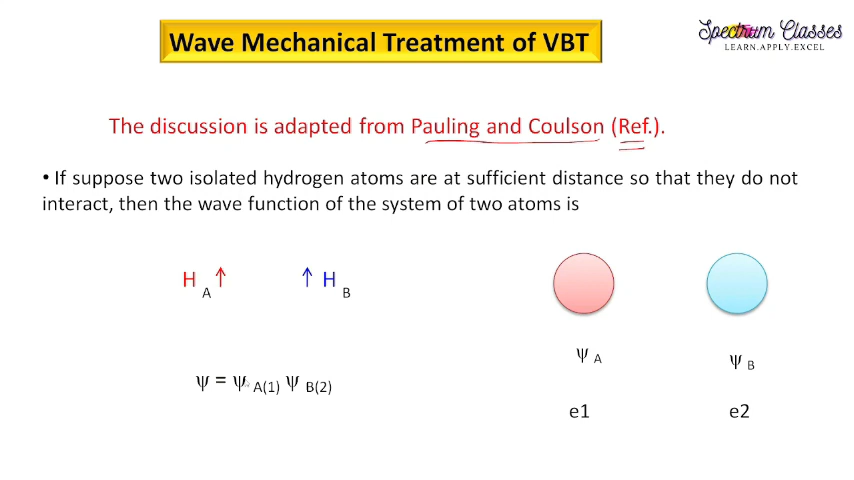 Wave Mechanical Treatment of VBT
Spectrum Classes
LEARN.APPLY.EXCEL
The discussion is adapted from Pauling and Coulson (Ref.).
• If suppose two isolated hydrogen atoms are at sufficient distance so that they do not
interact, then the wave function of the system of two atoms is
H A ↑ ↑ H B
ψ A ψ B
ψ = ψ A(1) ψ B(2)
e1 e2